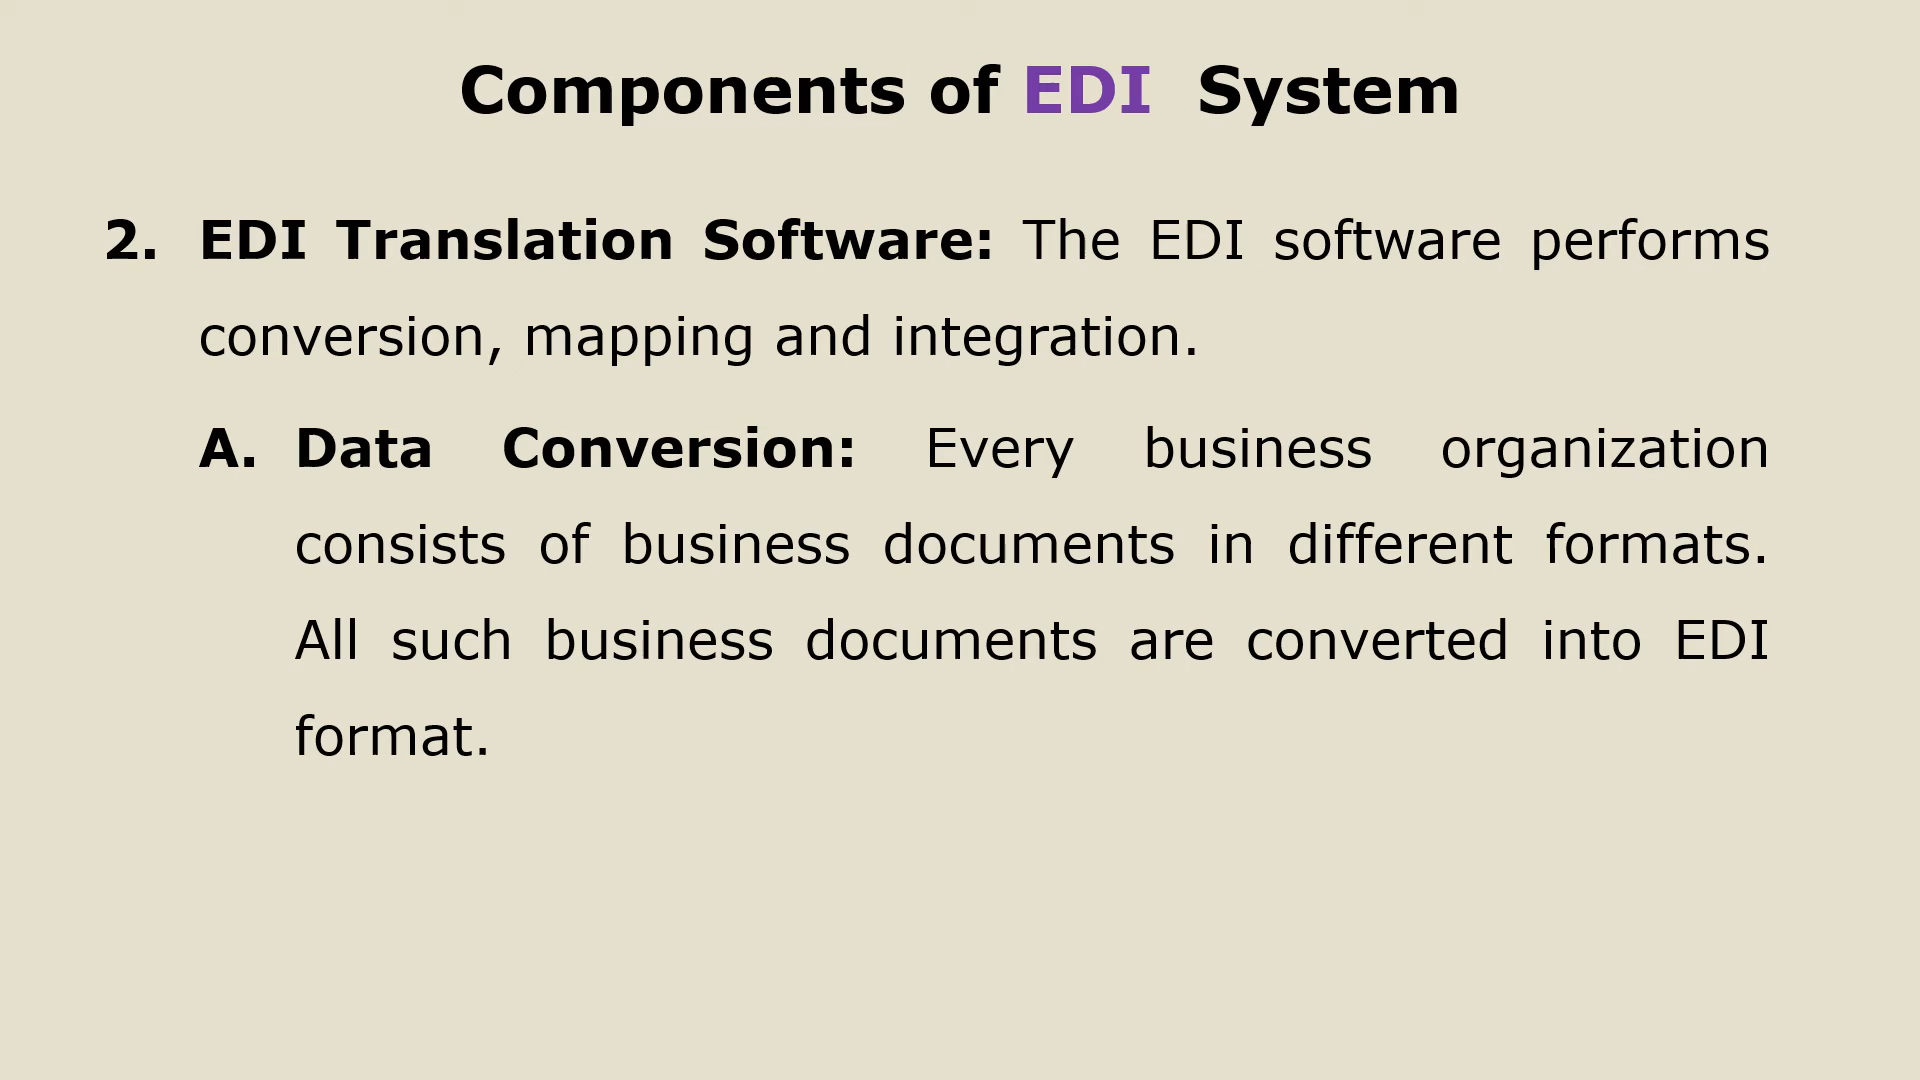 Components of EDI System
2. EDI Translation Software: The EDI software performs
conversion, mapping and integration.
A. Data Conversion: Every business organization
consists of business documents in different formats.
All such business documents are converted into EDI
format.